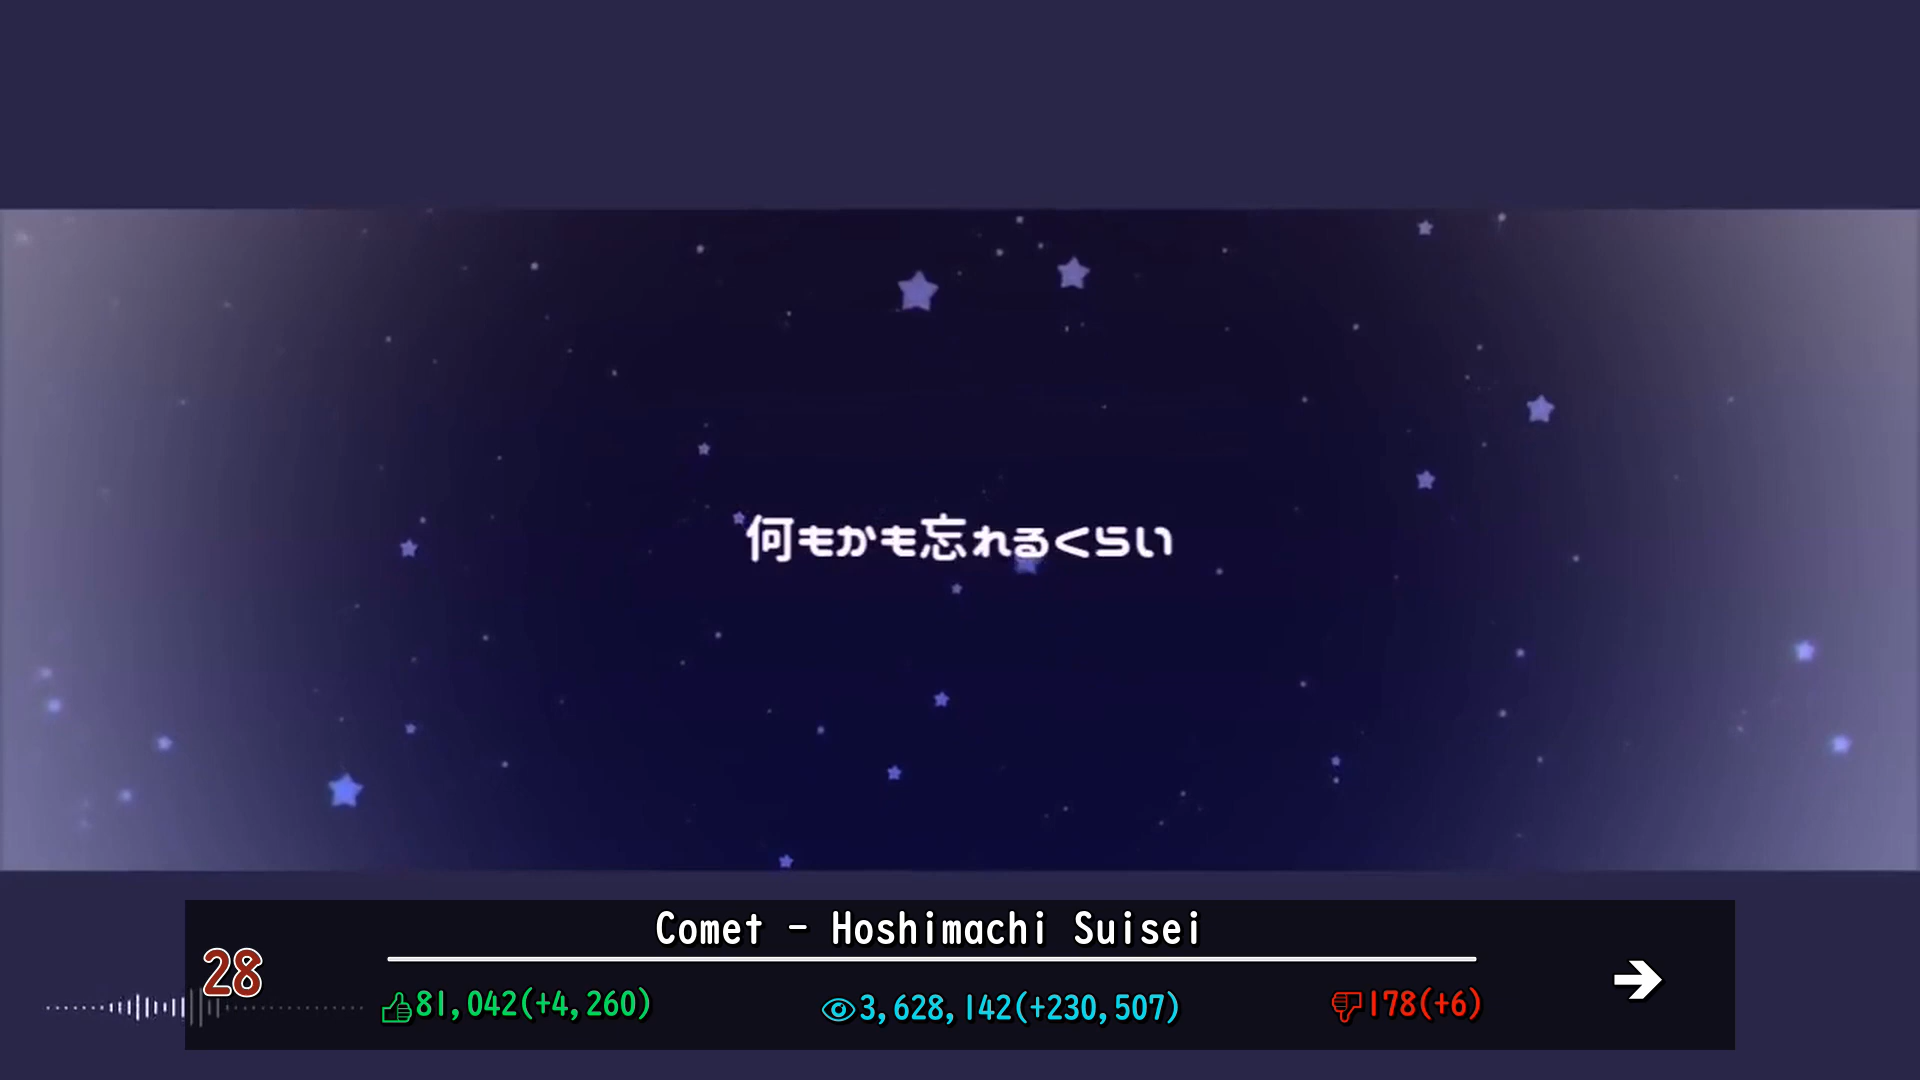 何もかも忘れるくらい
Comet - Hoshimachi Suisei
28
81,042(+4,260)
3,628,142(+230,507)
178(+6)